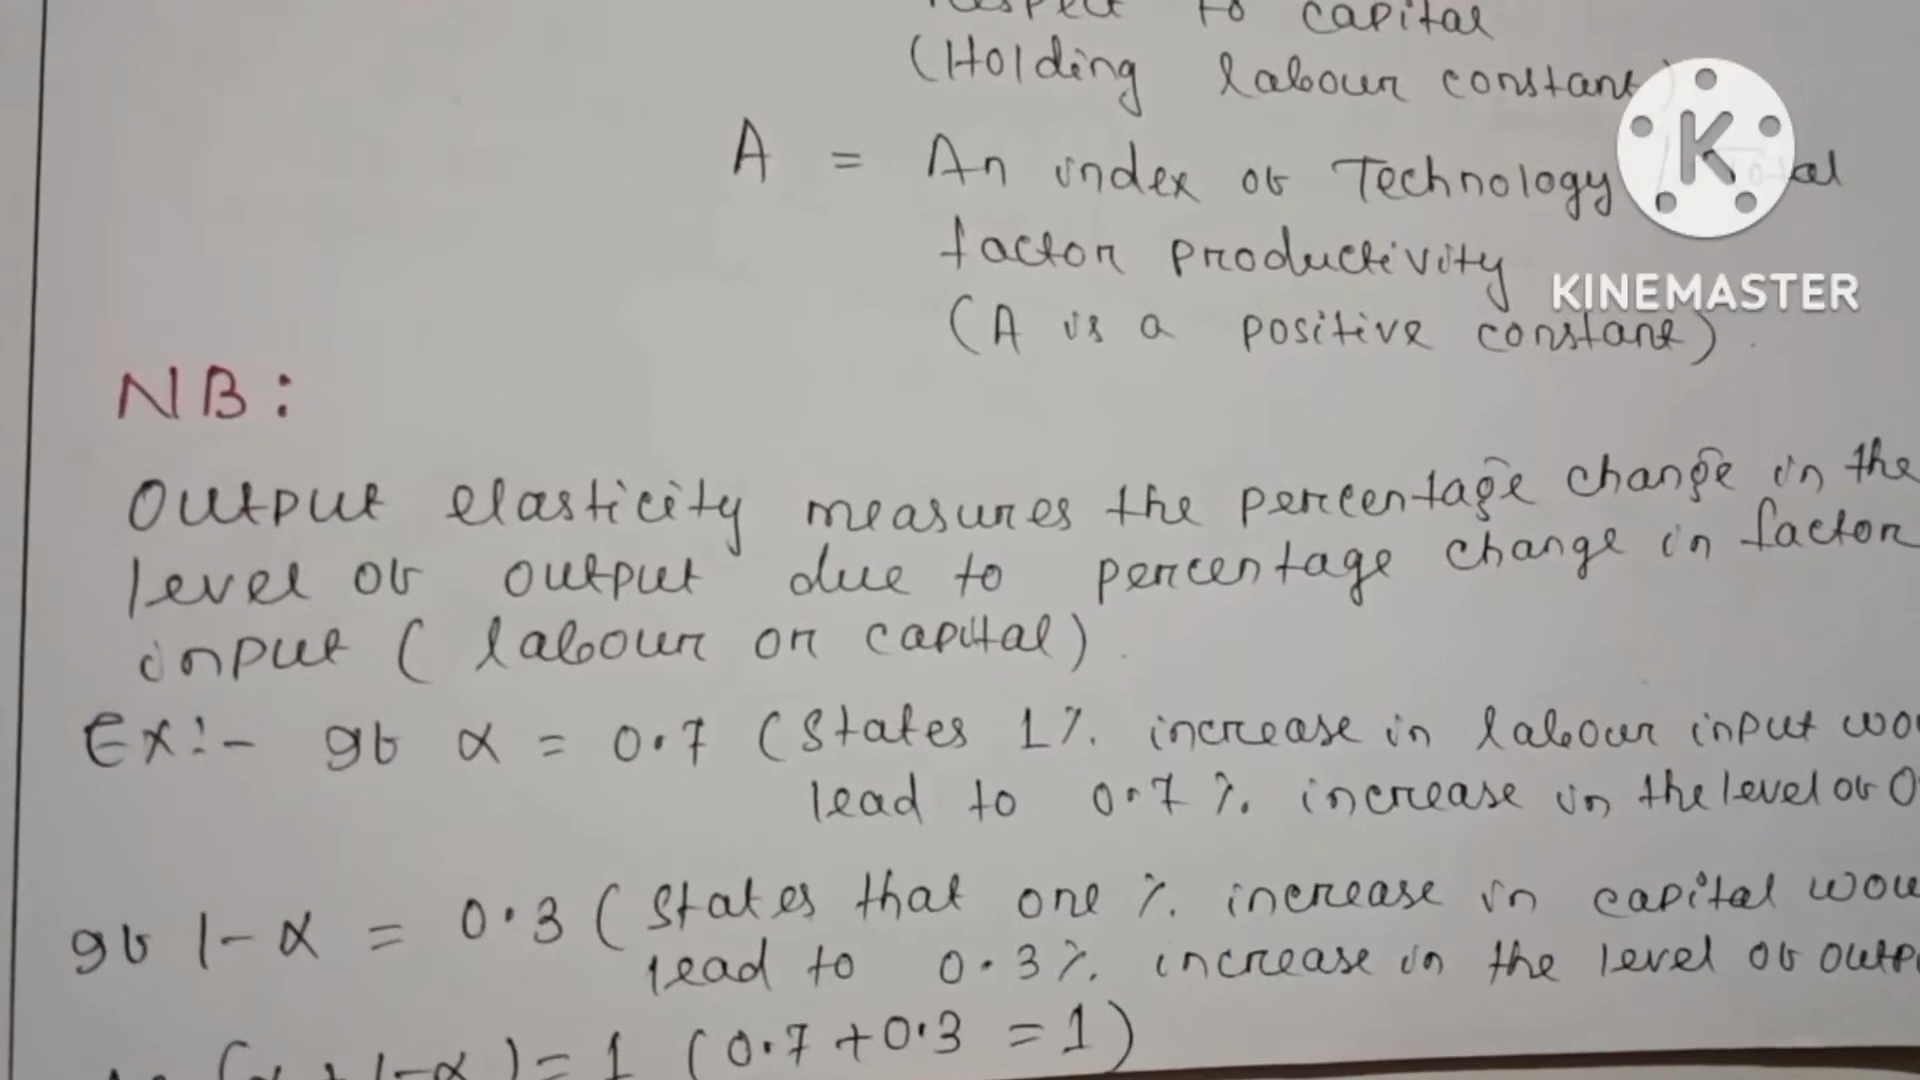 respect to capital
(Holding labour constant)
A = An index of Technology / Total
factor productivity
(A is a positive constant).
KINEMASTER
NB:
Output elasticity measures the percentage change in the
level of output due to percentage change in factor
input (labour or capital).
Ex:- If α = 0.7 (States 1% increase in labour input
lead to 0.7% increase in the level of
If 1-α = 0.3 (States that one % increase in capital
lead to 0.3% increase in the level of
(α + 1-α) = 1 (0.7 + 0.3 = 1)